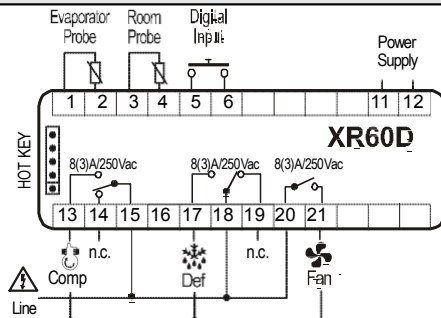 Evaporator Probe
Room Probe
Digital Input
Power Supply
1 2 3 4 5 6 11 12
XR60D
HOT KEY
8(3)A/250Vac 8(3)A/250Vac 8(3)A/250Vac
13 14 15 16 17 18 19 20 21
n.c. n.c.
Comp Def Fan
Line